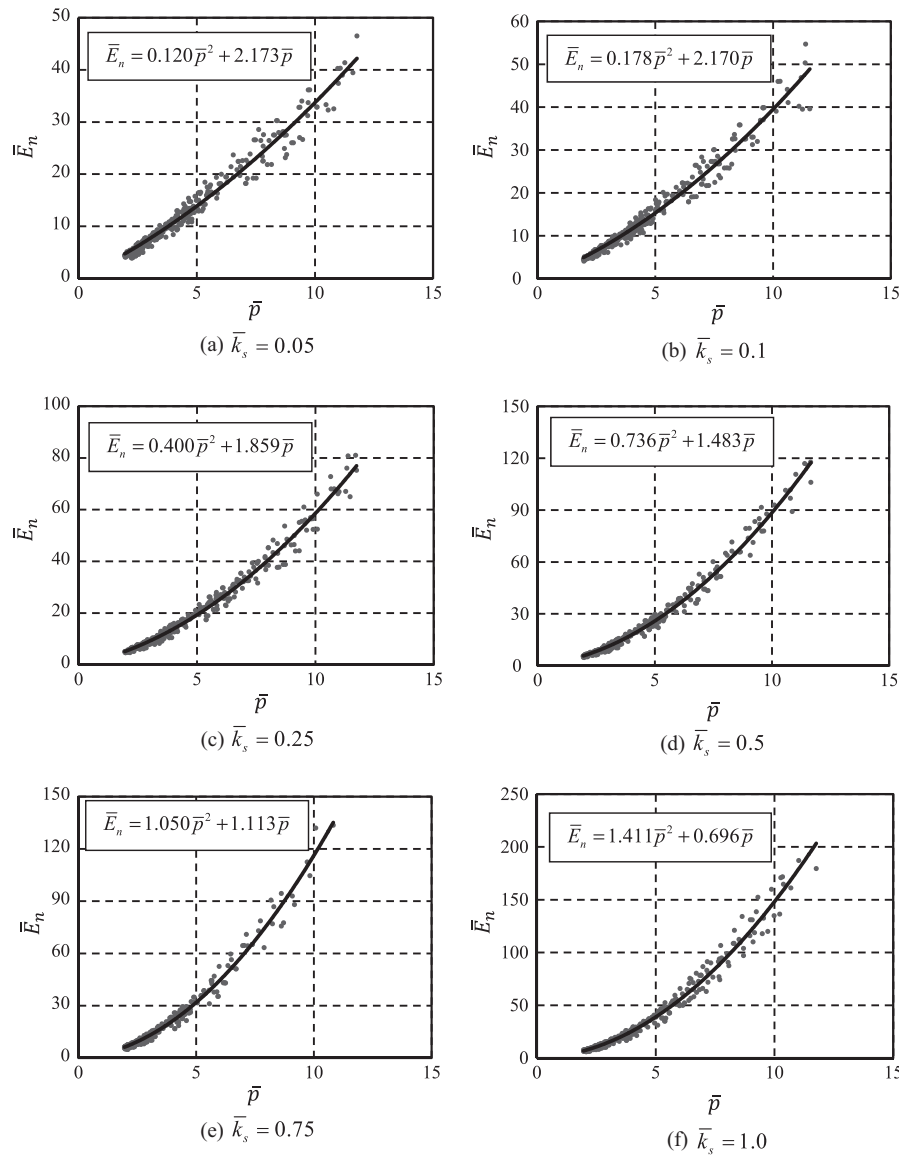 50
40
30
20
10
0
0 5 10 15
Ē_n
p̄
Ē_n = 0.120p̄² + 2.173p̄
(a) k̄_s = 0.05
60
50
40
30
20
10
0
0 5 10 15
Ē_n
p̄
Ē_n = 0.178p̄² + 2.170p̄
(b) k̄_s = 0.1
100
80
60
40
20
0
0 5 10 15
Ē_n
p̄
Ē_n = 0.400p̄² + 1.859p̄
(c) k̄_s = 0.25
150
120
90
60
30
0
0 5 10 15
Ē_n
p̄
Ē_n = 0.736p̄² + 1.483p̄
(d) k̄_s = 0.5
150
120
90
60
30
0
0 5 10 15
Ē_n
p̄
Ē_n = 1.050p̄² + 1.113p̄
(e) k̄_s = 0.75
250
200
150
100
50
0
0 5 10 15
Ē_n
p̄
Ē_n = 1.411p̄² + 0.696p̄
(f) k̄_s = 1.0